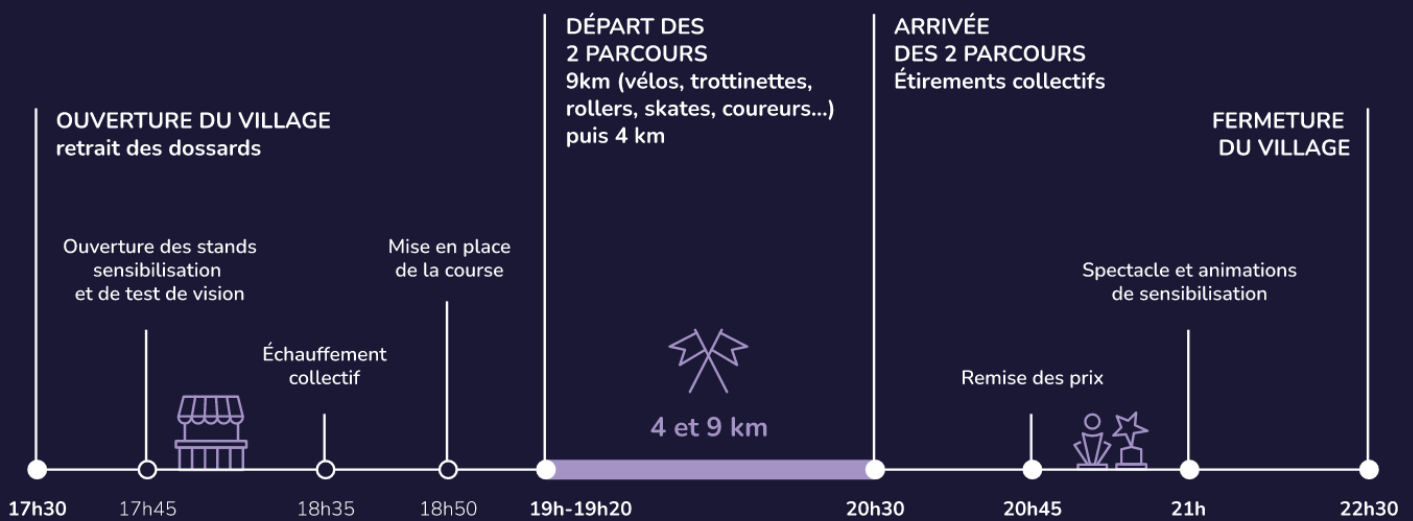 OUVERTURE DU VILLAGE
retrait des dossards
Ouverture des stands
sensibilisation
et de test de vision
Échauffement
collectif
Mise en place
de la course
DÉPART DES
2 PARCOURS
9km (vélos, trottinettes,
rollers, skates, coureurs...)
puis 4 km
4 et 9 km
ARRIVÉE
DES 2 PARCOURS
Étirements collectifs
Remise des prix
Spectacle et animations
de sensibilisation
FERMETURE
DU VILLAGE
17h30
17h45
18h35
18h50
19h-19h20
20h30
20h45
21h
22h30